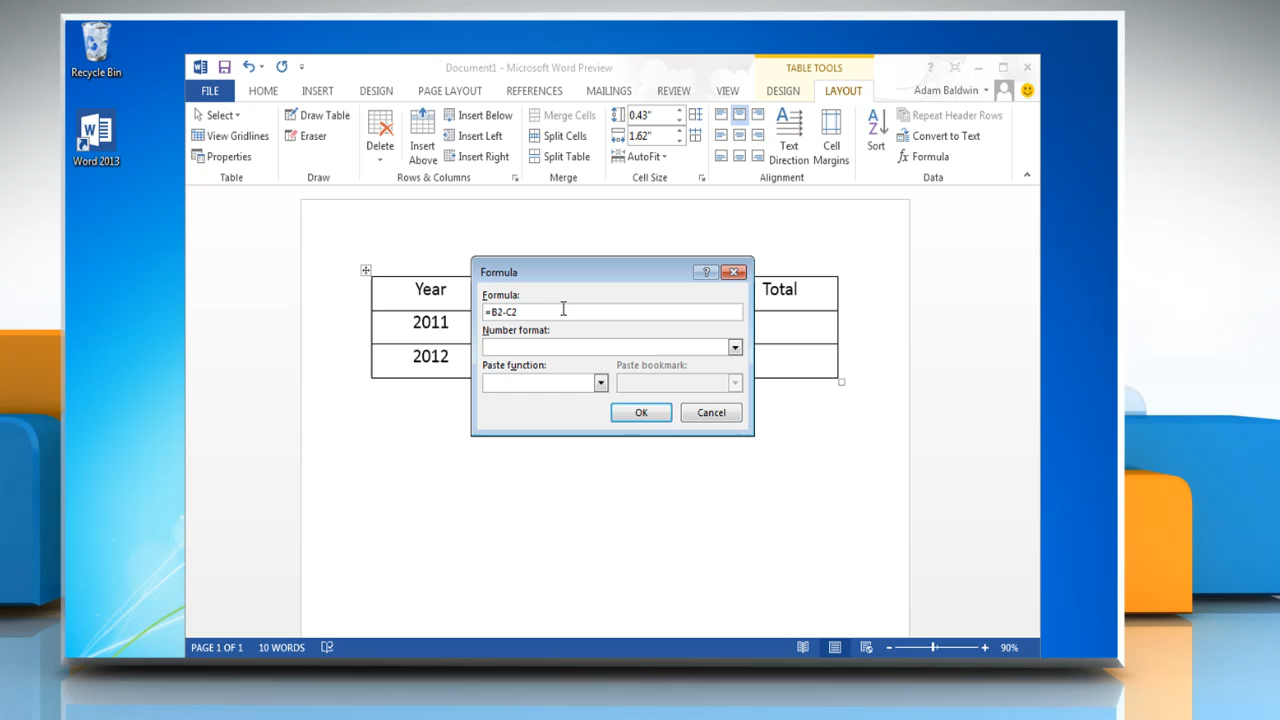 Recycle Bin
Word 2013
Document1 - Microsoft Word Preview
TABLE TOOLS
?
FILE HOME INSERT DESIGN PAGE LAYOUT REFERENCES MAILINGS REVIEW VIEW DESIGN LAYOUT Adam Baldwin
Select
View Gridlines
Properties
Table
Draw Table
Eraser
Draw
Delete
Insert Above
Insert Below
Insert Left
Insert Right
Rows & Columns
Merge Cells
Split Cells
Split Table
Merge
0.43"
1.62"
AutoFit
Cell Size
Text Direction
Cell Margins
Alignment
Sort
Repeat Header Rows
Convert to Text
Formula
Data
Year Total
2011
2012
Formula
?
Formula:
=B2-C2
Number format:
Paste function: Paste bookmark:
OK Cancel
PAGE 1 OF 1 10 WORDS 90%